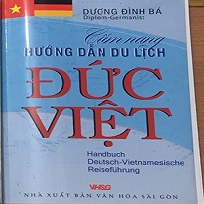 DƯƠNG ĐÌNH BÁ
Diplom-Germanist
Cẩm nang
HƯỚNG DẪN DU LỊCH
ĐỨC
VIỆT
Handbuch
Deutsch-Vietnamesische
Reiseführung
VHSG
NHÀ XUẤT BẢN VĂN HÓA SÀI GÒN